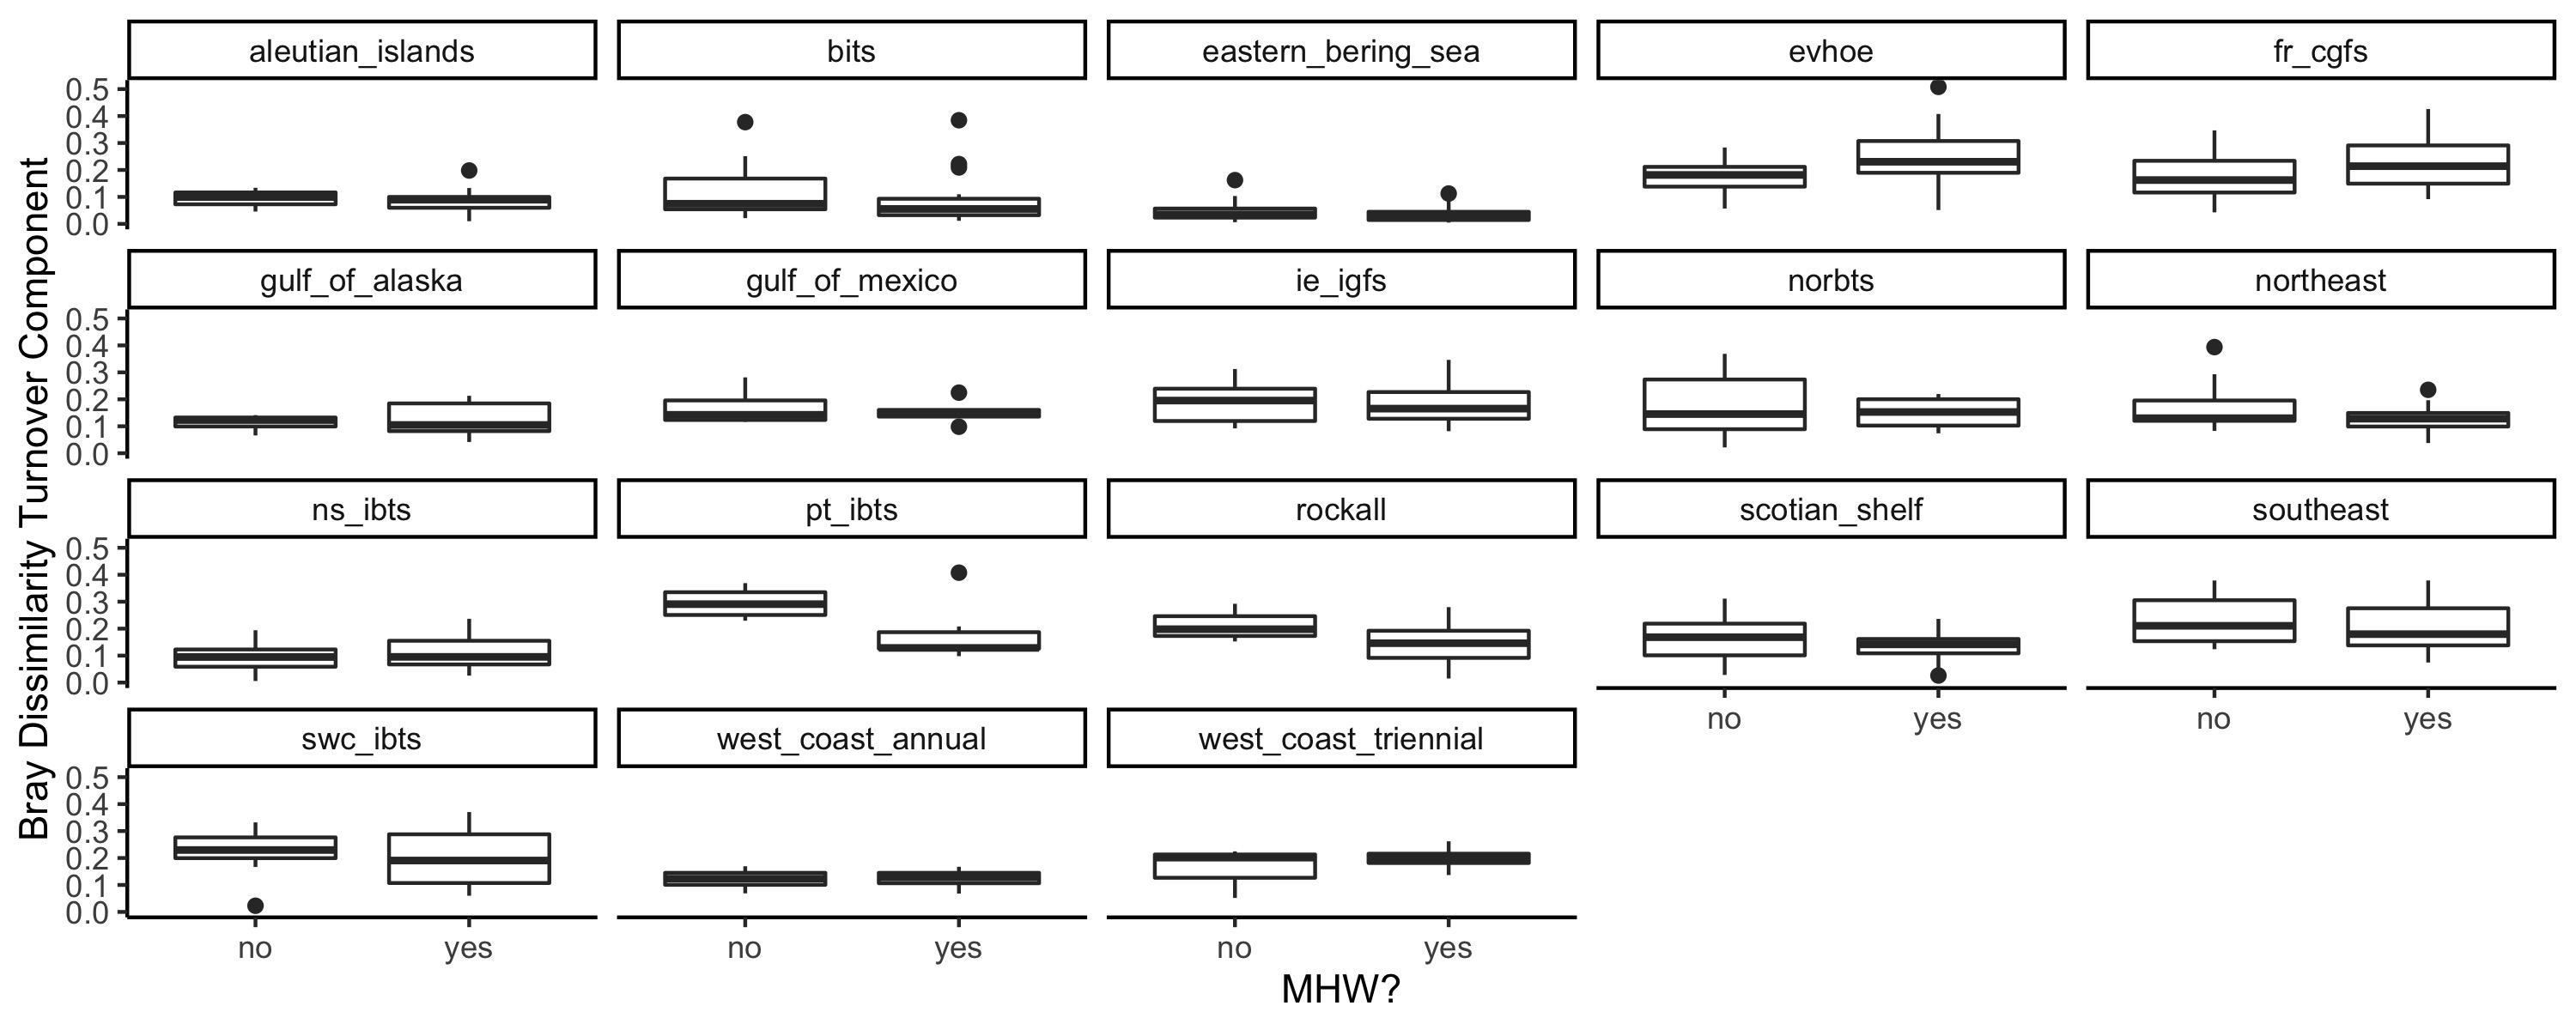 Bray Dissimilarity Turnover Component
aleutian_islands
bits
eastern_bering_sea
evhoe
fr_cgfs
0.5
0.4
0.3
0.2
0.1
0.0
gulf_of_alaska
gulf_of_mexico
ie_igfs
norbts
northeast
0.5
0.4
0.3
0.2
0.1
0.0
ns_ibts
pt_ibts
rockall
scotian_shelf
southeast
0.5
0.4
0.3
0.2
0.1
0.0
no
yes
no
yes
swc_ibts
west_coast_annual
west_coast_triennial
0.5
0.4
0.3
0.2
0.1
0.0
no
yes
no
yes
no
yes
MHW?